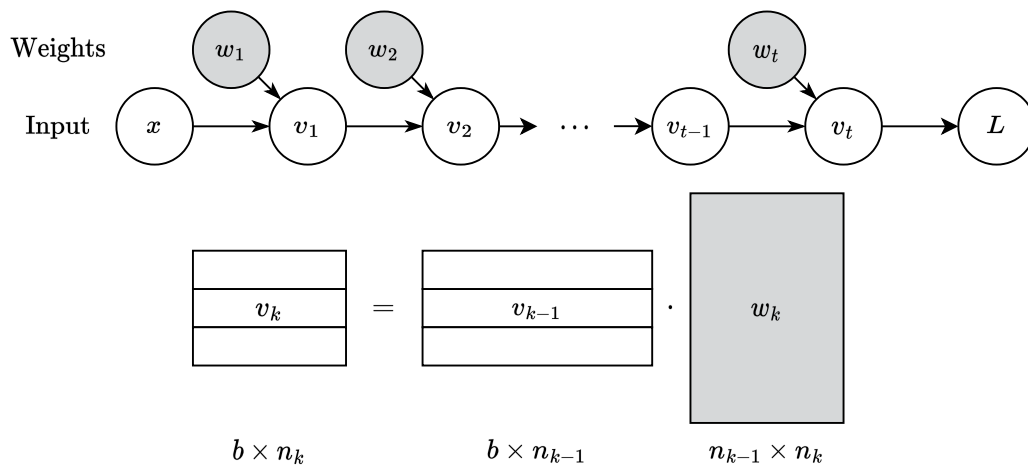 Weights w₁ w₂ wₜ
Input x v₁ v₂ ⋯ vₜ₋₁ vₜ L
vₖ = vₖ₋₁ · wₖ
b × nₖ b × nₖ₋₁ nₖ₋₁ × nₖ